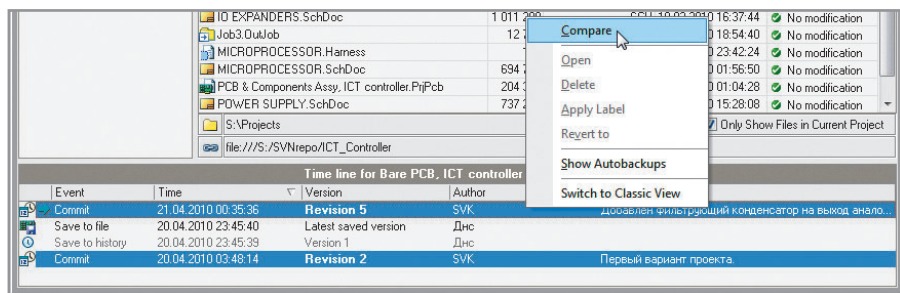 IO EXPANDERS.SchDoc 1 011 16:37:44 No modification
Job3.OutJob 12 18:54:40 No modification
MICROPROCESSOR.Harness 23:42:24 No modification
MICROPROCESSOR.SchDoc 694 01:56:50 No modification
PCB & Components Assy, ICT controller.PrjPcb 204 01:04:28 No modification
POWER SUPPLY.SchDoc 737 15:28:08 No modification
Compare
Open
Delete
Apply Label
Revert to
Show Autobackups
Switch to Classic View
S:\Projects Only Show Files in Current Project
file:///S:/SVNrepo/ICT_Controller
Time line for Bare PCB, ICT controller
Event Time Version Author
Commit 21.04.2010 00:35:36 Revision 5 SVK Добавлен фильтрующий конденсатор на выход анало...
Save to file 20.04.2010 23:45:40 Latest saved version Днс
Save to history 20.04.2010 23:45:39 Version 1 Днс
Commit 20.04.2010 03:48:14 Revision 2 SVK Первый вариант проекта.